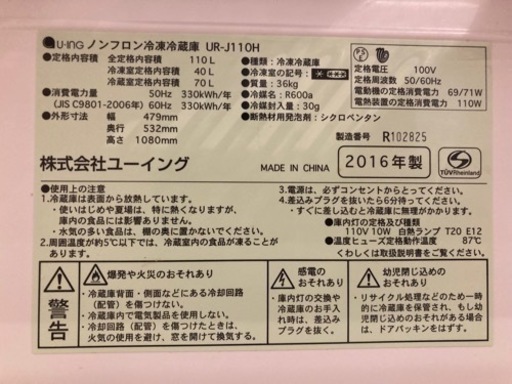 U-ING ノンフロン冷凍冷蔵庫 UR-J110H
●定格内容積 全定格内容積 110L
冷凍室定格内容積 40L
冷蔵室定格内容積 70L
●消費電力量 50Hz 330kWh/年
(JIS C9801-2006年) 60Hz 330kWh/年
●外形寸法 幅 479mm
奥行 532mm
高さ 1080mm
●種類:冷凍冷蔵庫
●冷凍室の記号:
●質量:36kg
●冷媒名:R600a
●冷媒封入量:30g
●断熱材用発泡剤:シクロペンタン
定格電圧 100V
定格周波数 50/60Hz
電動機の定格消費電力 69/71W
電熱装置の定格消費電力 110W
製造番号 R102825
株式会社ユーイング
MADE IN CHINA
2016年製
TÜVRheinland
●使用上の注意
1.冷蔵庫は表面から放熱しています。
・使いはじめや夏場は、特に熱く感じますが、庫内の食品には影響ありません。
・水気の多い食品は、棚の奥に置かないでください。
2.周囲温度が約5℃以下では、冷蔵室内の食品が凍ることがあります。
3.電源は、必ずコンセントからとってください。
4.差込みプラグを抜いたら6分待ってください。
・すぐに差し込むと冷蔵庫に無理がかかります。
●庫内灯の定格及び種類
110V 10W 白熱ランプ T20 E12
●温度ヒューズ定格動作温度 87℃
くわしくは取扱説明書をご覧ください。
警告
爆発や火災のおそれあり
・冷蔵庫背面・側面などにある冷却回路(配管)を傷つけない。
・冷蔵庫内で電気製品を使用しない。
・冷却回路(配管)を傷つけたときは、火気の使用を避け、窓を開けて換気する。
感電のおそれあり
・庫内灯の交換や冷蔵庫のお手入れ時は、差込みプラグを抜く。
幼児閉じ込めのおそれあり
・リサイクル処理などのため一時的に冷蔵庫を保管され、もし幼児閉じ込めのおそれがある場合は、ドアパッキンをはずす。